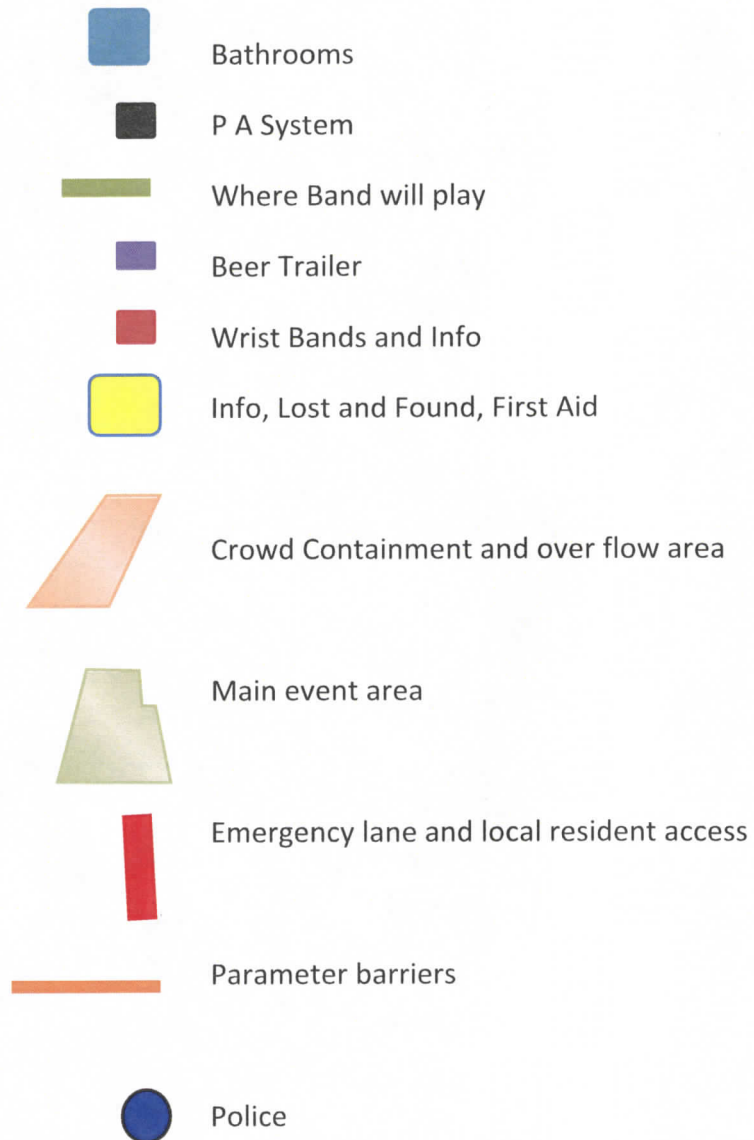 Bathrooms
P A System
Where Band will play
Beer Trailer
Wrist Bands and Info
Info, Lost and Found, First Aid
Crowd Containment and over flow area
Main event area
Emergency lane and local resident access
Parameter barriers
Police